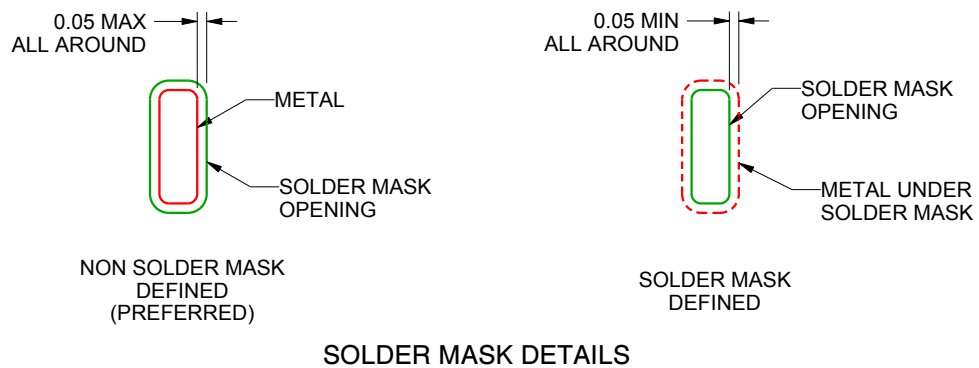 0.05 MAX
ALL AROUND
METAL
SOLDER MASK
OPENING
NON SOLDER MASK
DEFINED
(PREFERRED)
0.05 MIN
ALL AROUND
SOLDER MASK
OPENING
METAL UNDER
SOLDER MASK
SOLDER MASK
DEFINED
SOLDER MASK DETAILS